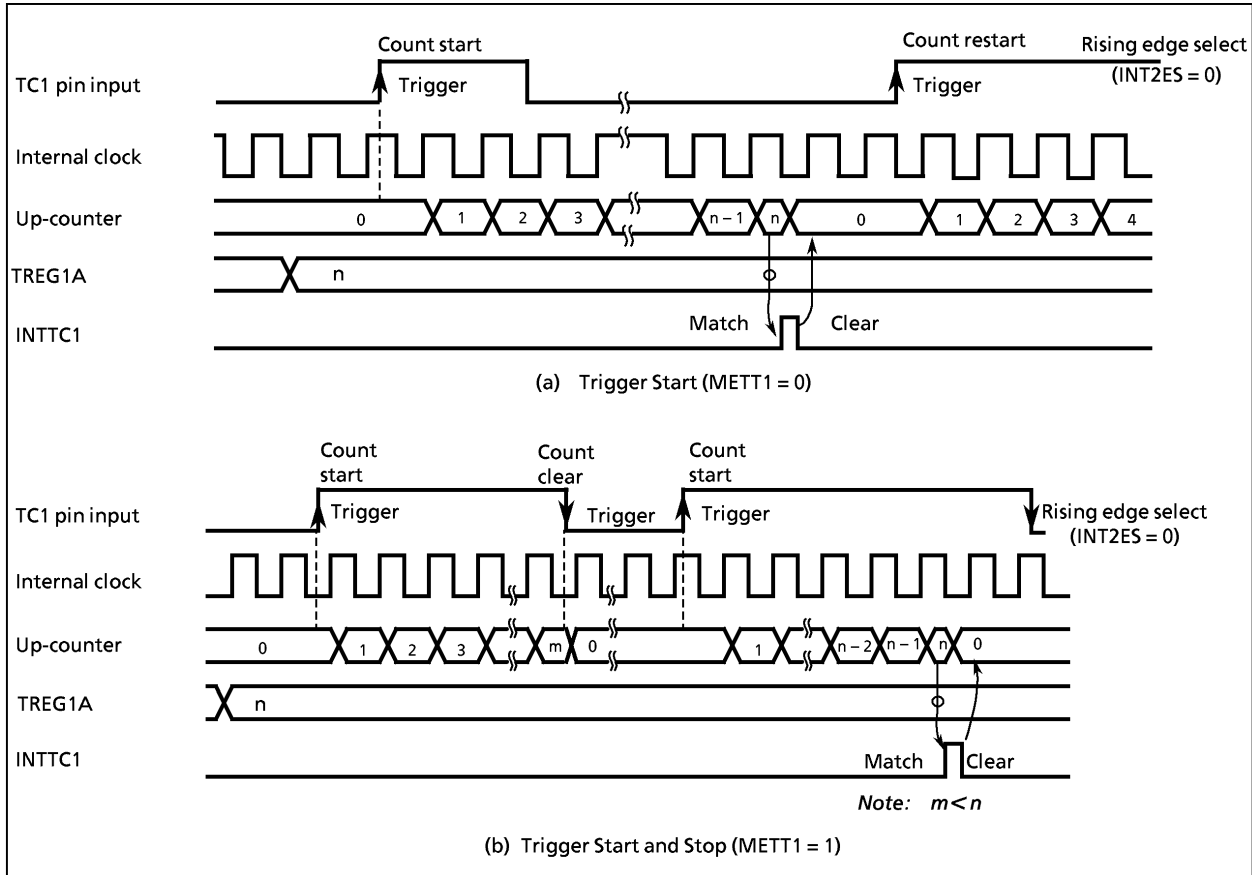 Count start Count restart Rising edge select
TC1 pin input Trigger Trigger (INT2ES = 0)
Internal clock
Up-counter 0 1 2 3 n – 1 n 0 1 2 3 4
TREG1A n
INTTC1 Match Clear
(a) Trigger Start (METT1 = 0)
Count start Count clear Count start
TC1 pin input Trigger Trigger Trigger Rising edge select
(INT2ES = 0)
Internal clock
Up-counter 0 1 2 3 m 0 1 n – 2 n – 1 n 0
TREG1A n
INTTC1 Match Clear
Note: m < n
(b) Trigger Start and Stop (METT1 = 1)